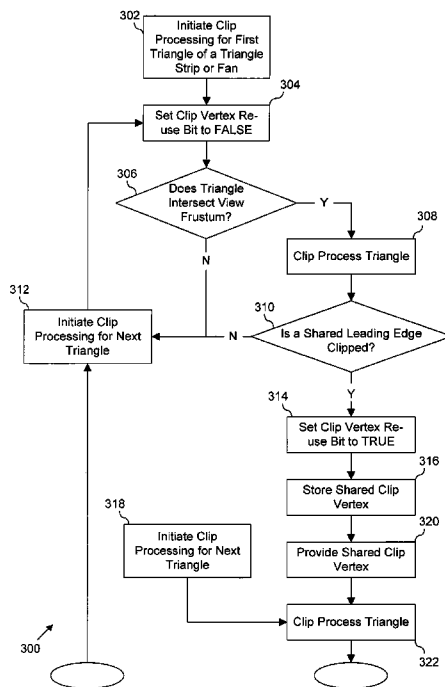 302
Initiate Clip
Processing for First
Triangle of a Triangle
Strip or Fan
304
Set Clip Vertex Re-
use Bit to FALSE
306
Does Triangle
Intersect View
Frustum?
Y
N
308
Clip Process Triangle
312
Initiate Clip
Processing for Next
Triangle
310
N
Is a Shared Leading Edge
Clipped?
Y
314
Set Clip Vertex Re-
use Bit to TRUE
316
Store Shared Clip
Vertex
318
Initiate Clip
Processing for Next
Triangle
320
Provide Shared Clip
Vertex
Clip Process Triangle
322
300